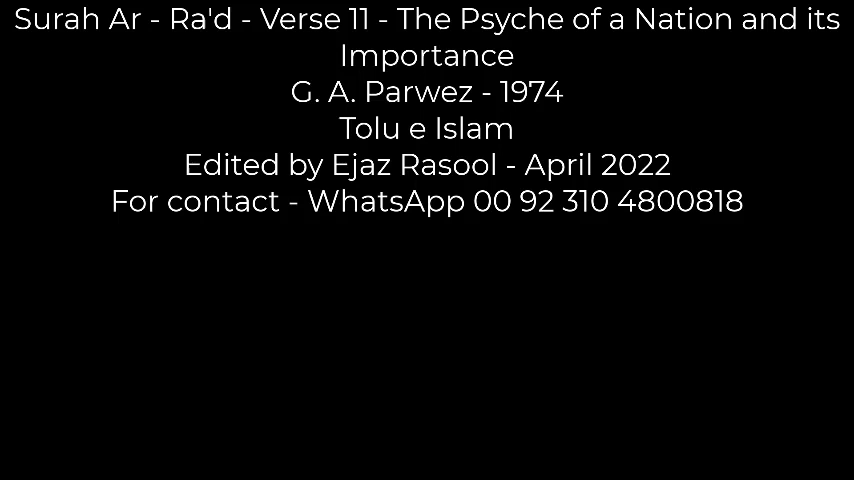 Surah Ar - Ra'd - Verse 11 - The Psyche of a Nation and its
Importance
G. A. Parwez - 1974
Tolu e Islam
Edited by Ejaz Rasool - April 2022
For contact - WhatsApp 00 92 310 4800818